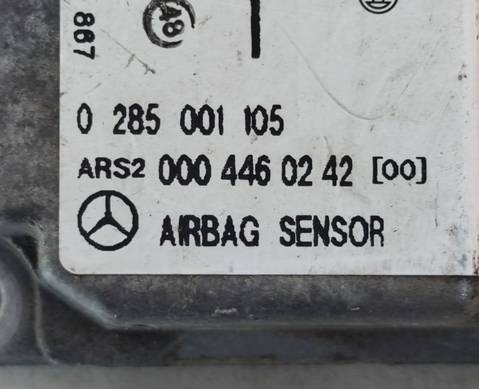 867
48
0 285 001 105
ARS2 000 446 02 42 [00]
AIRBAG SENSOR